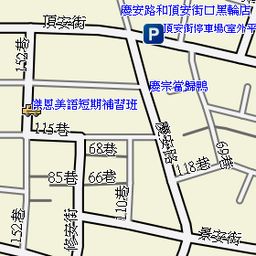 慶安路和頂安街口黑輪店
頂安街
P
頂安街停車場(室外平
152巷
慶宗當歸鴨
傑恩美語短期補習班
115巷
慶安路
68巷
69巷
118巷
85巷
66巷
110巷
152巷
修安街
慶安街